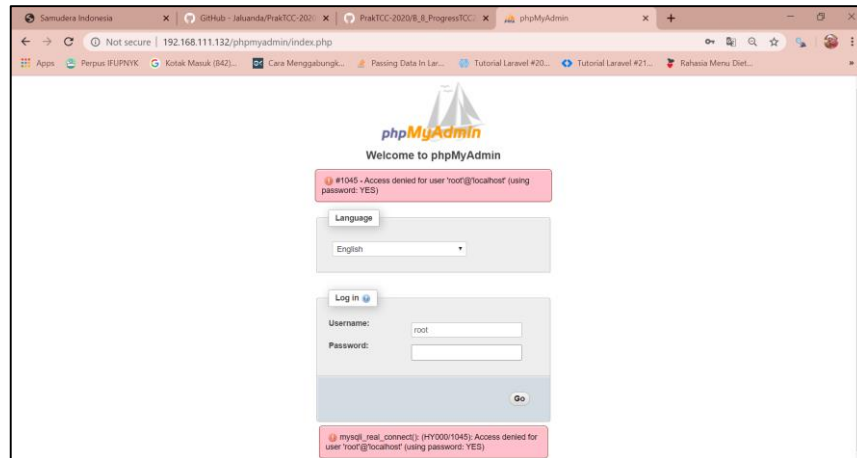 Samudera Indonesia
GitHub - Jaluanda/PrakTCC-202
PrakTCC-2020/8_8_ProgressTCC
phpMyAdmin
Not secure | 192.168.111.132/phpmyadmin/index.php
Apps
Perpus IFUPNYK
Kotak Masuk (842)...
Cara Menggabungk...
Passing Data In Lar...
Tutorial Laravel #20...
Tutorial Laravel #21...
Rahasia Menu Diet...
phpMyAdmin
Welcome to phpMyAdmin
#1045 - Access denied for user 'root'@'localhost' (using
password: YES)
Language
English
Log in
Username:
root
Password:
Go
mysqli_real_connect(): (HY000/1045): Access denied for
user 'root'@'localhost' (using password: YES)